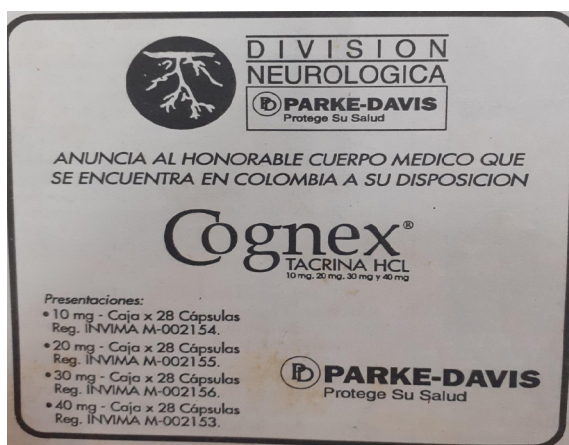 DIVISION
NEUROLOGICA
PD PARKE-DAVIS
Protege Su Salud
ANUNCIA AL HONORABLE CUERPO MEDICO QUE
SE ENCUENTRA EN COLOMBIA A SU DISPOSICION
Cognex®
TACRINA HCL
10 mg, 20 mg, 30 mg y 40 mg
Presentaciones:
• 10 mg - Caja x 28 Cápsulas
Reg. INVIMA M-002154.
• 20 mg - Caja x 28 Cápsulas
Reg. INVIMA M-002155.
• 30 mg - Caja x 28 Cápsulas
Reg. INVIMA M-002156.
• 40 mg - Caja x 28 Cápsulas
Reg. INVIMA M-002153.
PD PARKE-DAVIS
Protege Su Salud